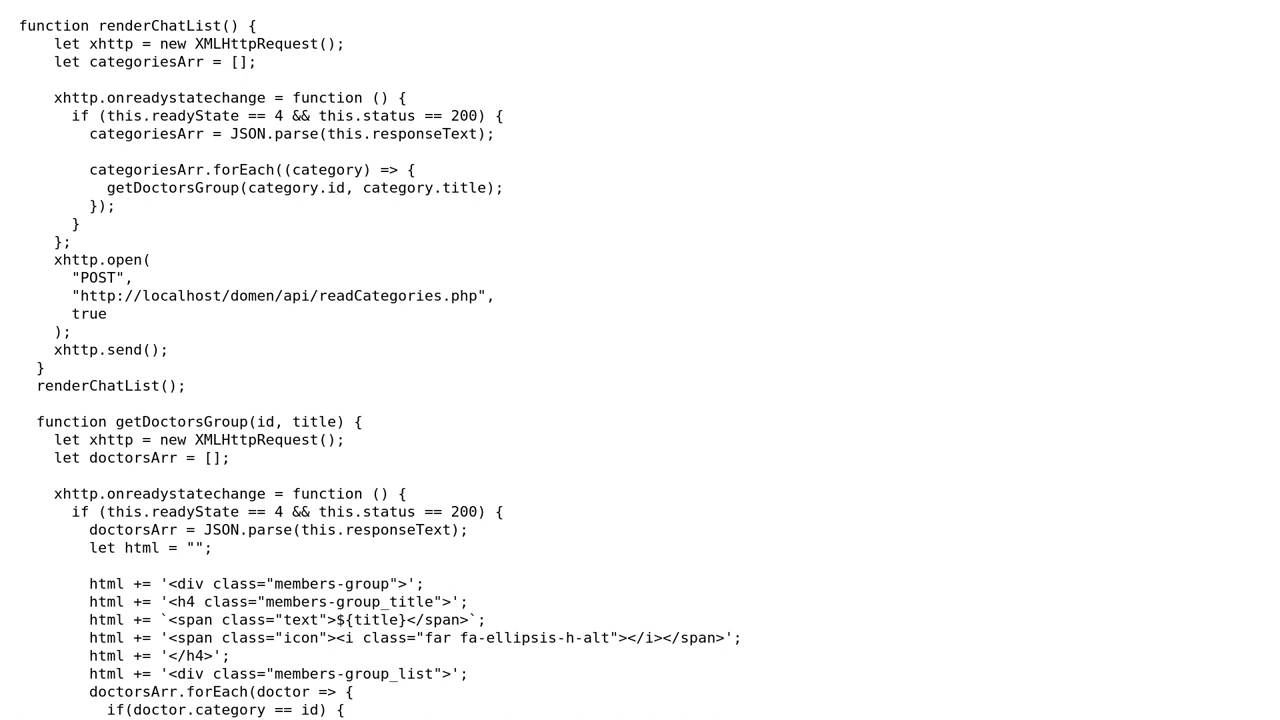 function renderChatList() {
    let xhttp = new XMLHttpRequest();
    let categoriesArr = [];

    xhttp.onreadystatechange = function () {
      if (this.readyState == 4 && this.status == 200) {
        categoriesArr = JSON.parse(this.responseText);

        categoriesArr.forEach((category) => {
          getDoctorsGroup(category.id, category.title);
        });
      }
    };
    xhttp.open(
      "POST",
      "http://localhost/domen/api/readCategories.php",
      true
    );
    xhttp.send();
  }
  renderChatList();

  function getDoctorsGroup(id, title) {
    let xhttp = new XMLHttpRequest();
    let doctorsArr = [];

    xhttp.onreadystatechange = function () {
      if (this.readyState == 4 && this.status == 200) {
        doctorsArr = JSON.parse(this.responseText);
        let html = "";

        html += '<div class="members-group">';
        html += '<h4 class="members-group_title">';
        html += `<span class="text">${title}</span>`;
        html += '<span class="icon"><i class="far fa-ellipsis-h-alt"></i></span>';
        html += '</h4>';
        html += '<div class="members-group_list">';
        doctorsArr.forEach(doctor => {
          if(doctor.category == id) {